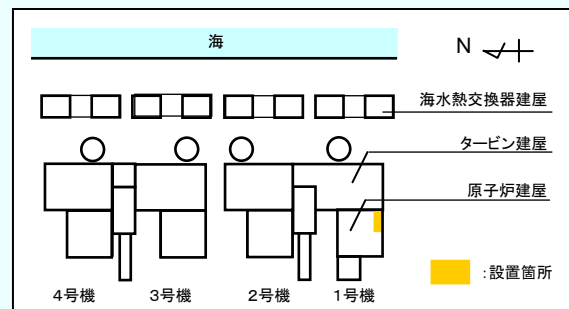 海
N
海水熱交換器建屋
タービン建屋
原子炉建屋
:設置箇所
4号機 3号機 2号機 1号機